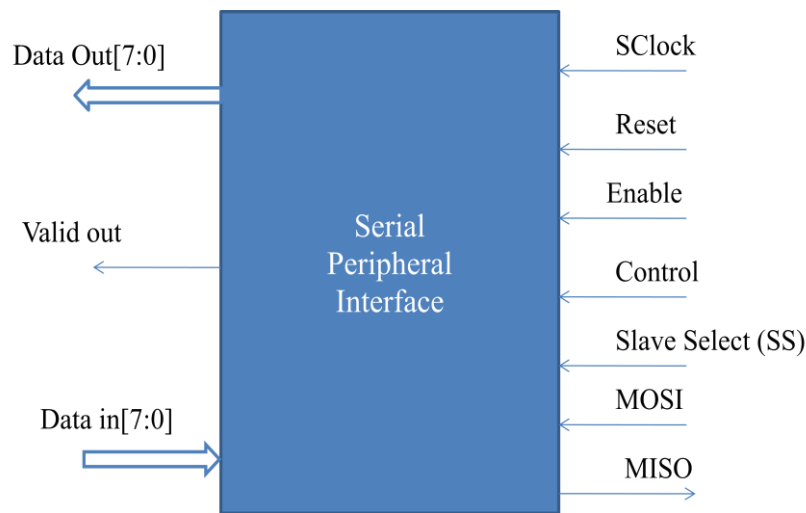 Data Out[7:0]
Valid out
Data in[7:0]
Serial
Peripheral
Interface
SClock
Reset
Enable
Control
Slave Select (SS)
MOSI
MISO